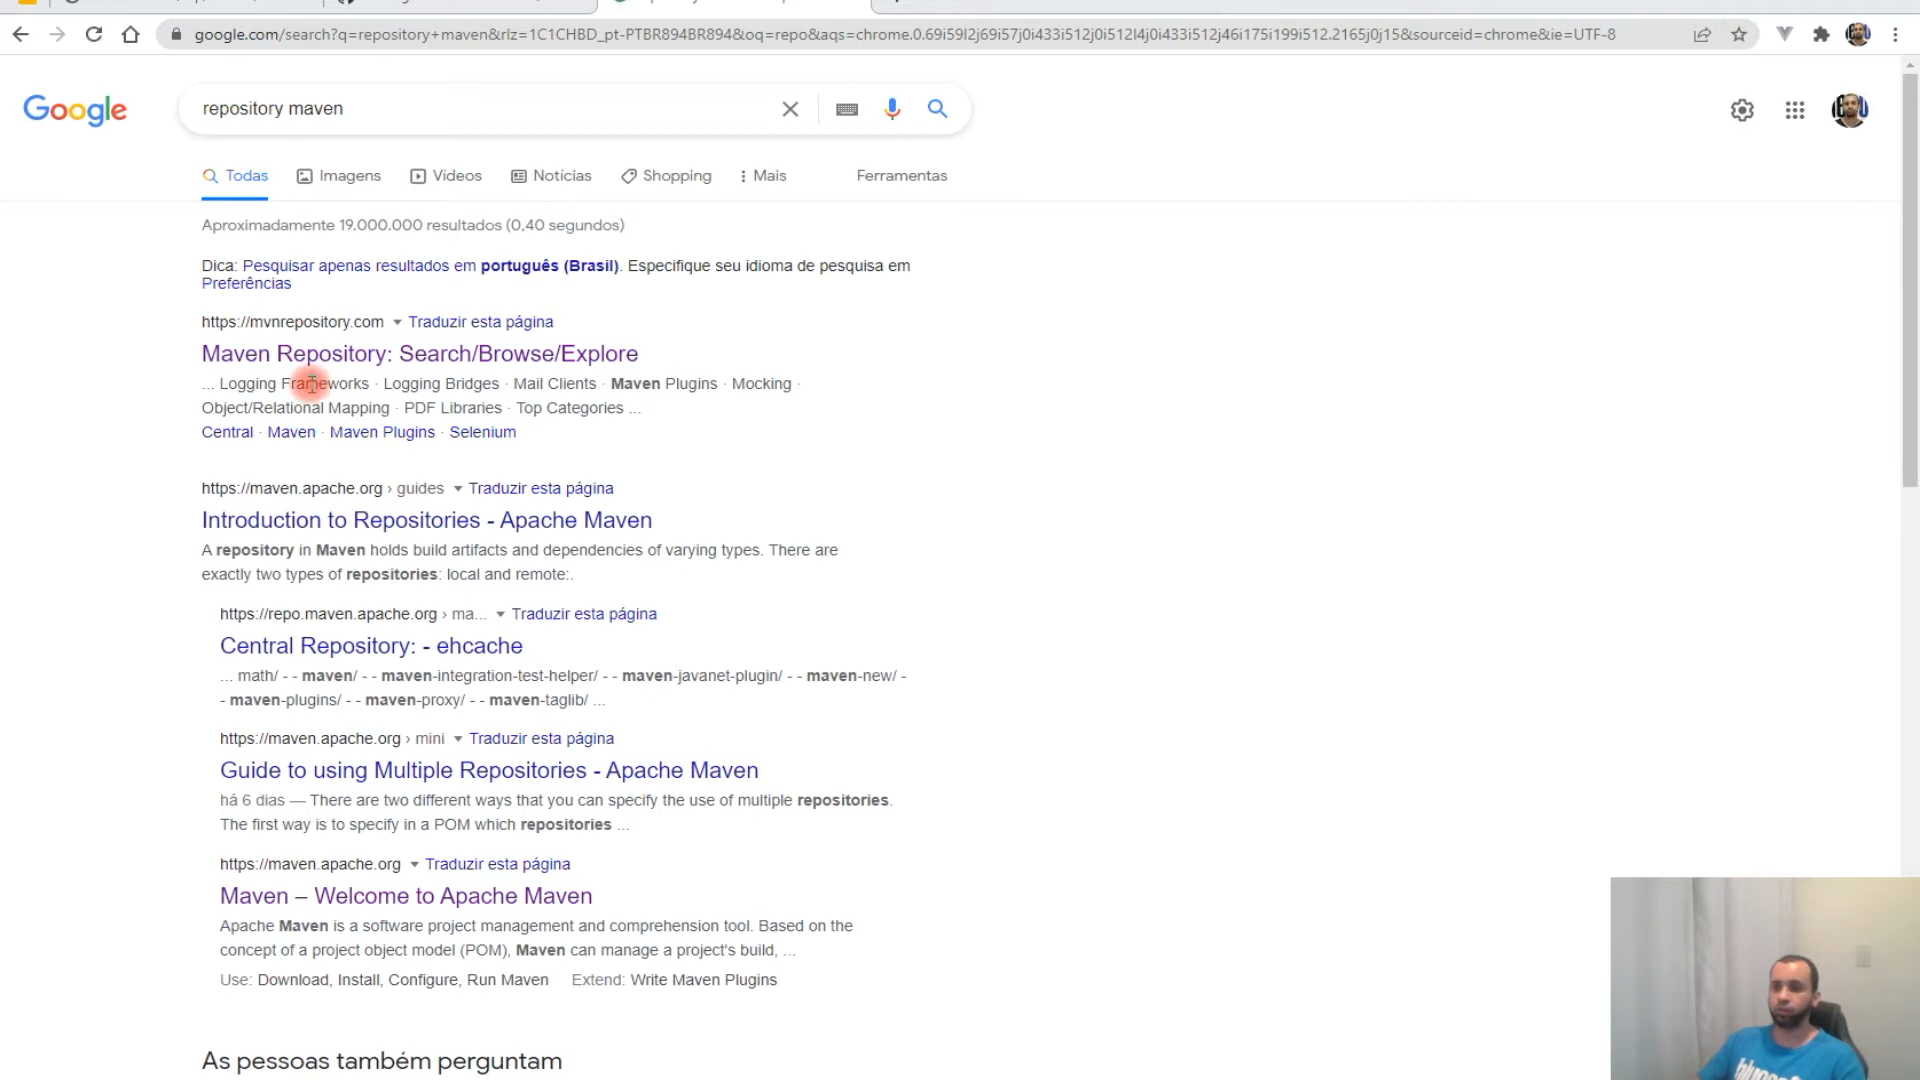 google.com/search?q=repository+maven&rlz=1C1CHBD_pt-PTBR894BR894&oq=repo&aqs=chrome.0.69i59l2j69i57j0i433i512j0i512l4j0i433i512j46i175i199i512.2165j0j15&sourceid=chrome&ie=UTF-8
Google
repository maven
Todas Imagens Vídeos Notícias Shopping Mais Ferramentas
Aproximadamente 19.000.000 resultados (0,40 segundos)
Dica: Pesquisar apenas resultados em português (Brasil). Especifique seu idioma de pesquisa em
Preferências
https://mvnrepository.com Traduzir esta página
Maven Repository: Search/Browse/Explore
... Logging Frameworks · Logging Bridges · Mail Clients · Maven Plugins · Mocking ·
Object/Relational Mapping · PDF Libraries · Top Categories ...
Central · Maven · Maven Plugins · Selenium
https://maven.apache.org › guides Traduzir esta página
Introduction to Repositories - Apache Maven
A repository in Maven holds build artifacts and dependencies of varying types. There are
exactly two types of repositories: local and remote:.
https://repo.maven.apache.org › ma... Traduzir esta página
Central Repository: - ehcache
... math/ - - maven/ - - maven-integration-test-helper/ - - maven-javanet-plugin/ - - maven-new/ -
- maven-plugins/ - - maven-proxy/ - - maven-taglib/ ...
https://maven.apache.org › mini Traduzir esta página
Guide to using Multiple Repositories - Apache Maven
há 6 dias — There are two different ways that you can specify the use of multiple repositories.
The first way is to specify in a POM which repositories ...
https://maven.apache.org Traduzir esta página
Maven – Welcome to Apache Maven
Apache Maven is a software project management and comprehension tool. Based on the
concept of a project object model (POM), Maven can manage a project's build, ...
Use: Download, Install, Configure, Run Maven Extend: Write Maven Plugins
As pessoas também perguntam